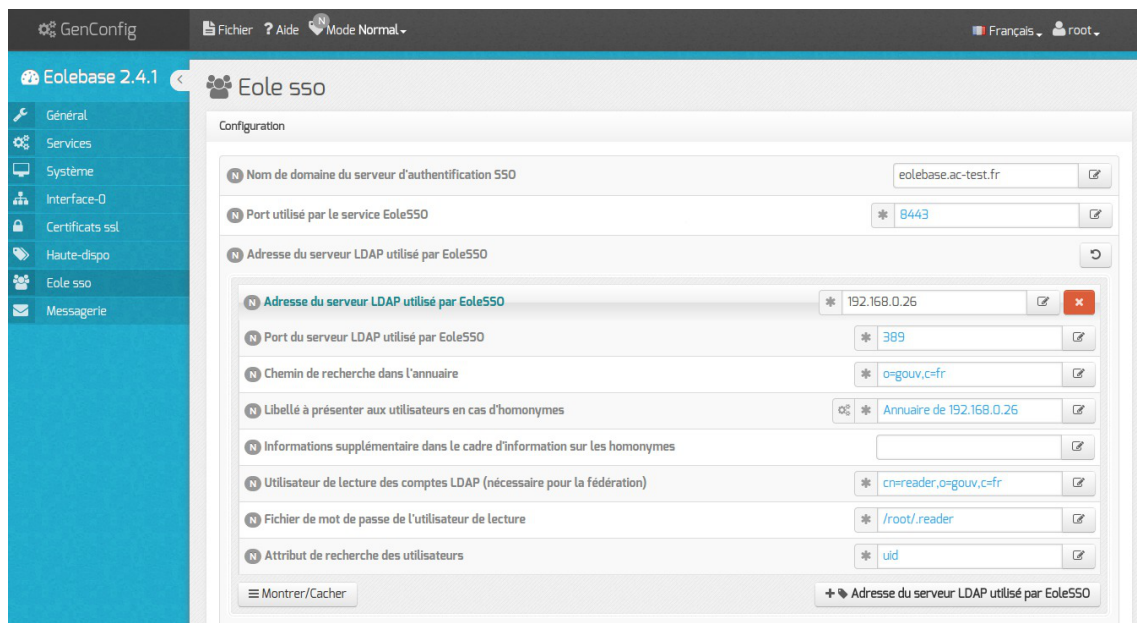 GenConfig
Fichier ? Aide N Mode Normal
Français root
Eolebase 2.4.1
Général
Services
Système
Interface-0
Certificats ssl
Haute-dispo
Eole sso
Messagerie
Eole sso
Configuration
N Nom de domaine du serveur d'authentification SSO eolebase.ac-test.fr
N Port utilisé par le service EoleSSO * 8443
N Adresse du serveur LDAP utilisé par EoleSSO
N Adresse du serveur LDAP utilisé par EoleSSO * 192.168.0.26
N Port du serveur LDAP utilisé par EoleSSO * 389
N Chemin de recherche dans l'annuaire * o=gouv,c=fr
N Libellé à présenter aux utilisateurs en cas d'homonymes * Annuaire de 192.168.0.26
N Informations supplémentaire dans le cadre d'information sur les homonymes
N Utilisateur de lecture des comptes LDAP (nécessaire pour la fédération) * cn=reader,o=gouv,c=fr
N Fichier de mot de passe de l'utilisateur de lecture * /root/.reader
N Attribut de recherche des utilisateurs * uid
Montrer/Cacher + Adresse du serveur LDAP utilisé par EoleSSO